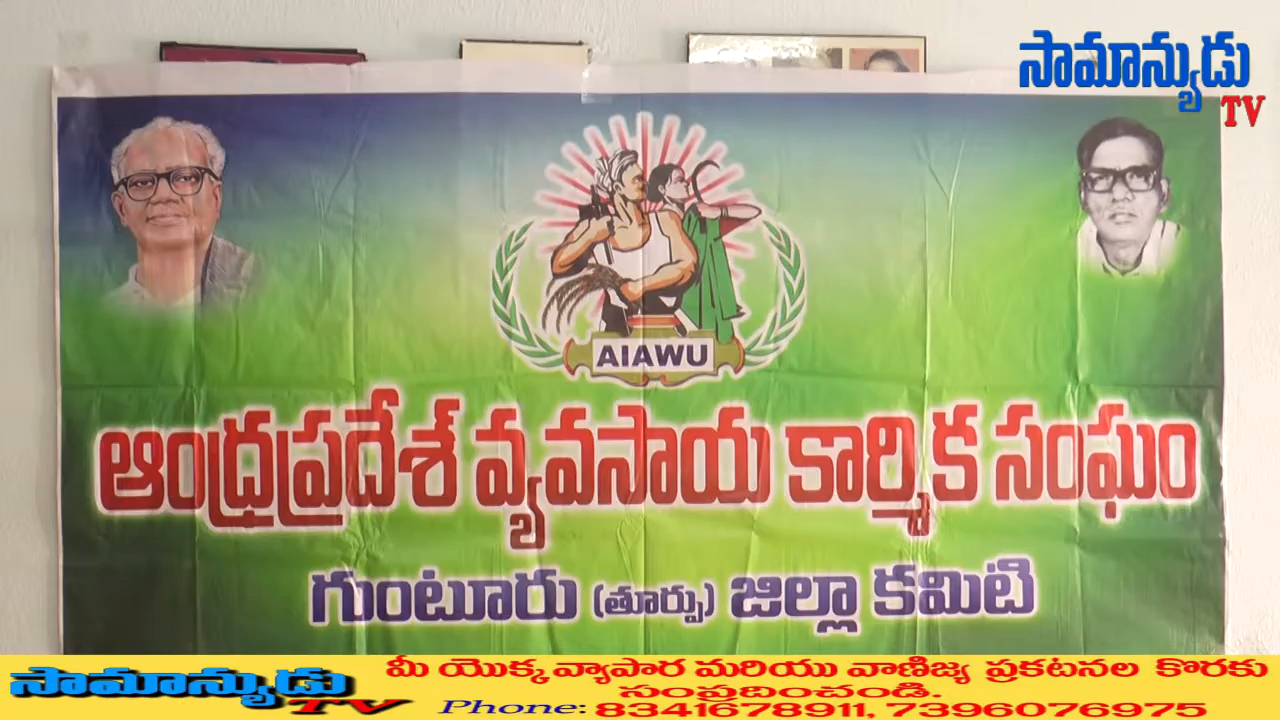 సామాన్యుడు
TV
AIAWU
ఆంధ్రప్రదేశ్ వ్యవసాయ కార్మిక సంఘం
గుంటూరు (తూర్పు) జిల్లా కమిటి
సామాన్యుడు TV
మీ యొక్క వ్యాపార మరియు వాణిజ్య ప్రకటనల కొరకు
సంప్రదించండి.
Phone: 8341678911, 7396076975